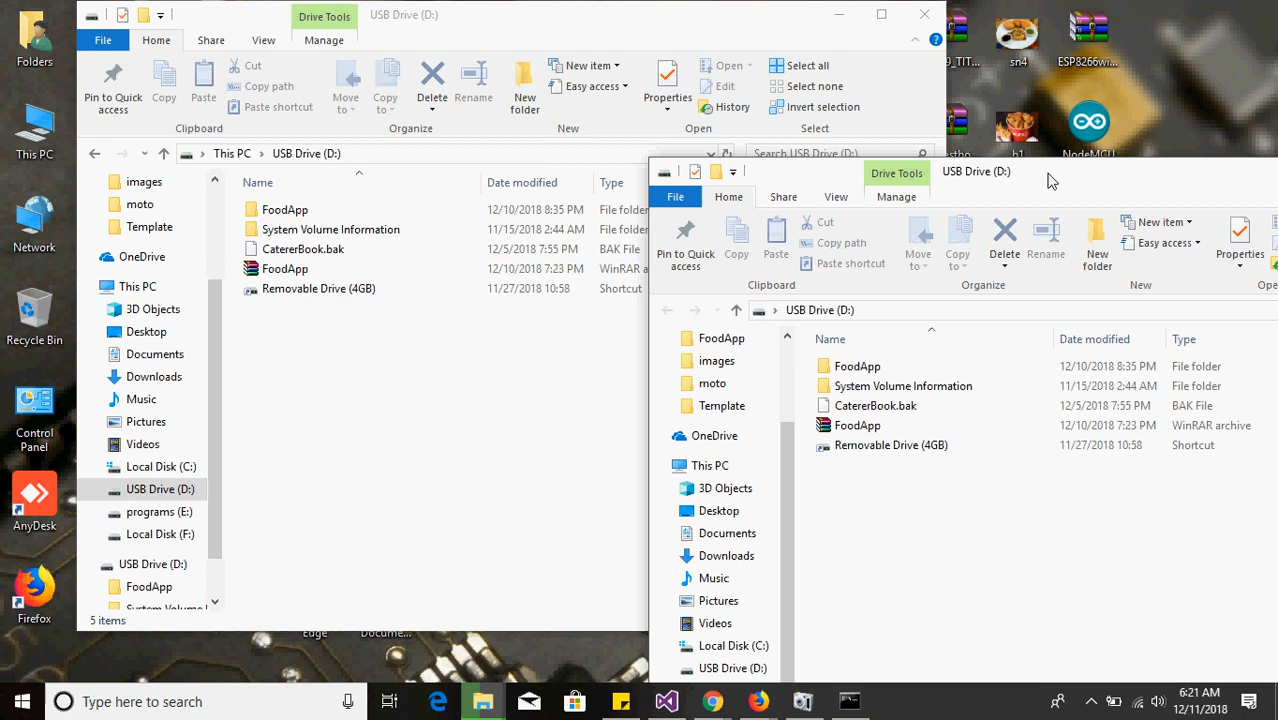 Folders
This PC
Network
Recycle Bin
Control
Panel
AnyDesk
Firefox
Drive Tools
USB Drive (D:)
File
Home
Share
View
Manage
Pin to Quick
access
Copy
Paste
Cut
Copy path
Paste shortcut
Clipboard
Move
to
Copy
to
Delete
Rename
Organize
New
folder
New item
Easy access
New
Properties
Open
Edit
History
Open
Select all
Select none
Invert selection
Select
This PC
USB Drive (D:)
Search USB Drive (D:)
images
moto
Template
OneDrive
This PC
3D Objects
Desktop
Documents
Downloads
Music
Pictures
Videos
Local Disk (C:)
USB Drive (D:)
programs (E:)
Local Disk (F:)
USB Drive (D:)
FoodApp
Name Date modified Type
FoodApp 12/10/2018 8:35 PM File folder
System Volume Information 11/15/2018 2:44 AM File folder
CatererBook.bak 12/5/2018 7:55 PM BAK File
FoodApp 12/10/2018 7:23 PM WinRAR a
Removable Drive (4GB) 11/27/2018 10:58 Shortcut
5 items
sn4
b1
NodeMCU
Drive Tools
USB Drive (D:)
File
Home
Share
View
Manage
Pin to Quick
access
Copy
Paste
Cut
Copy path
Paste shortcut
Clipboard
Move
to
Copy
to
Delete
Rename
Organize
New
folder
New item
Easy access
New
Properties
USB Drive (D:)
FoodApp
images
moto
Template
OneDrive
This PC
3D Objects
Desktop
Documents
Downloads
Music
Pictures
Videos
Local Disk (C:)
USB Drive (D:)
Name Date modified Type
FoodApp 12/10/2018 8:35 PM File folder
System Volume Information 11/15/2018 2:44 AM File folder
CatererBook.bak 12/5/2018 7:55 PM BAK File
FoodApp 12/10/2018 7:23 PM WinRAR archive
Removable Drive (4GB) 11/27/2018 10:58 Shortcut
Edge
Docume...
Type here to search
6:21 AM
12/11/2018